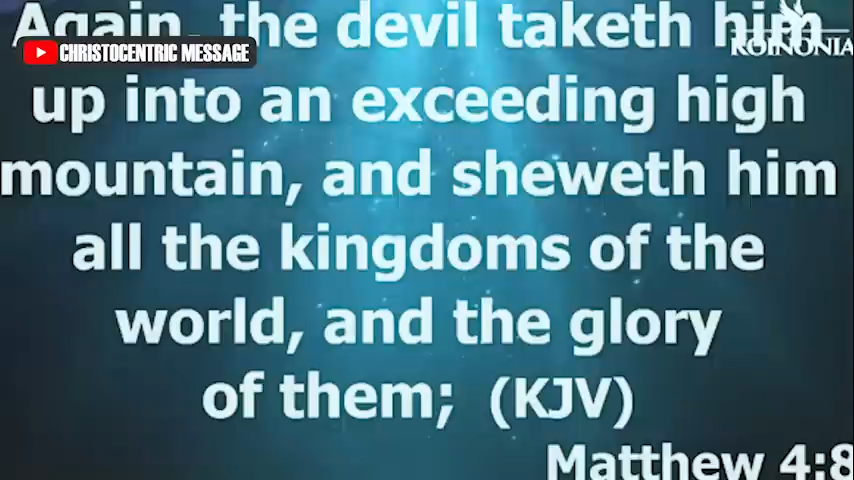 Again, the devil taketh him
KOINONIA
CHRISTOCENTRIC MESSAGE
up into an exceeding high
mountain, and sheweth him
all the kingdoms of the
world, and the glory
of them; (KJV)
Matthew 4:8